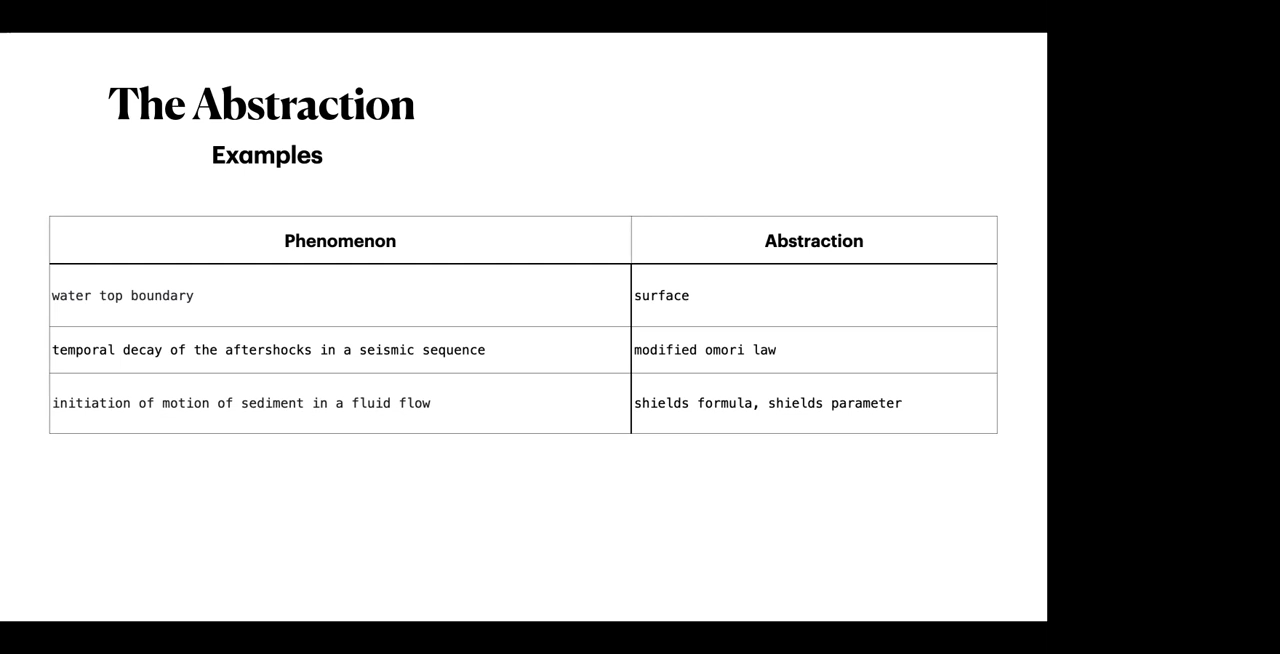 The Abstraction
Examples
Phenomenon Abstraction
water top boundary surface
temporal decay of the aftershocks in a seismic sequence modified omori law
initiation of motion of sediment in a fluid flow shields formula, shields parameter